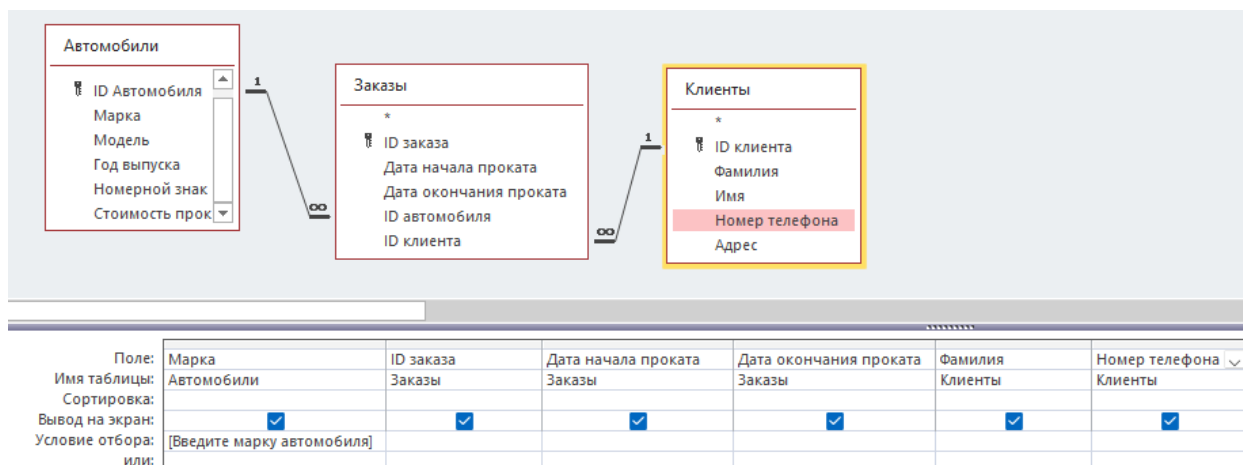 Автомобили
ID Автомобиля
Марка
Модель
Год выпуска
Номерной знак
Стоимость прок
1
∞
Заказы
*
ID заказа
Дата начала проката
Дата окончания проката
ID автомобиля
ID клиента
∞
1
Клиенты
*
ID клиента
Фамилия
Имя
Номер телефона
Адрес
Поле: Марка ID заказа Дата начала проката Дата окончания проката Фамилия Номер телефона
Имя таблицы: Автомобили Заказы Заказы Заказы Клиенты Клиенты
Сортировка:
Вывод на экран:
Условие отбора: [Введите марку автомобиля]
или: